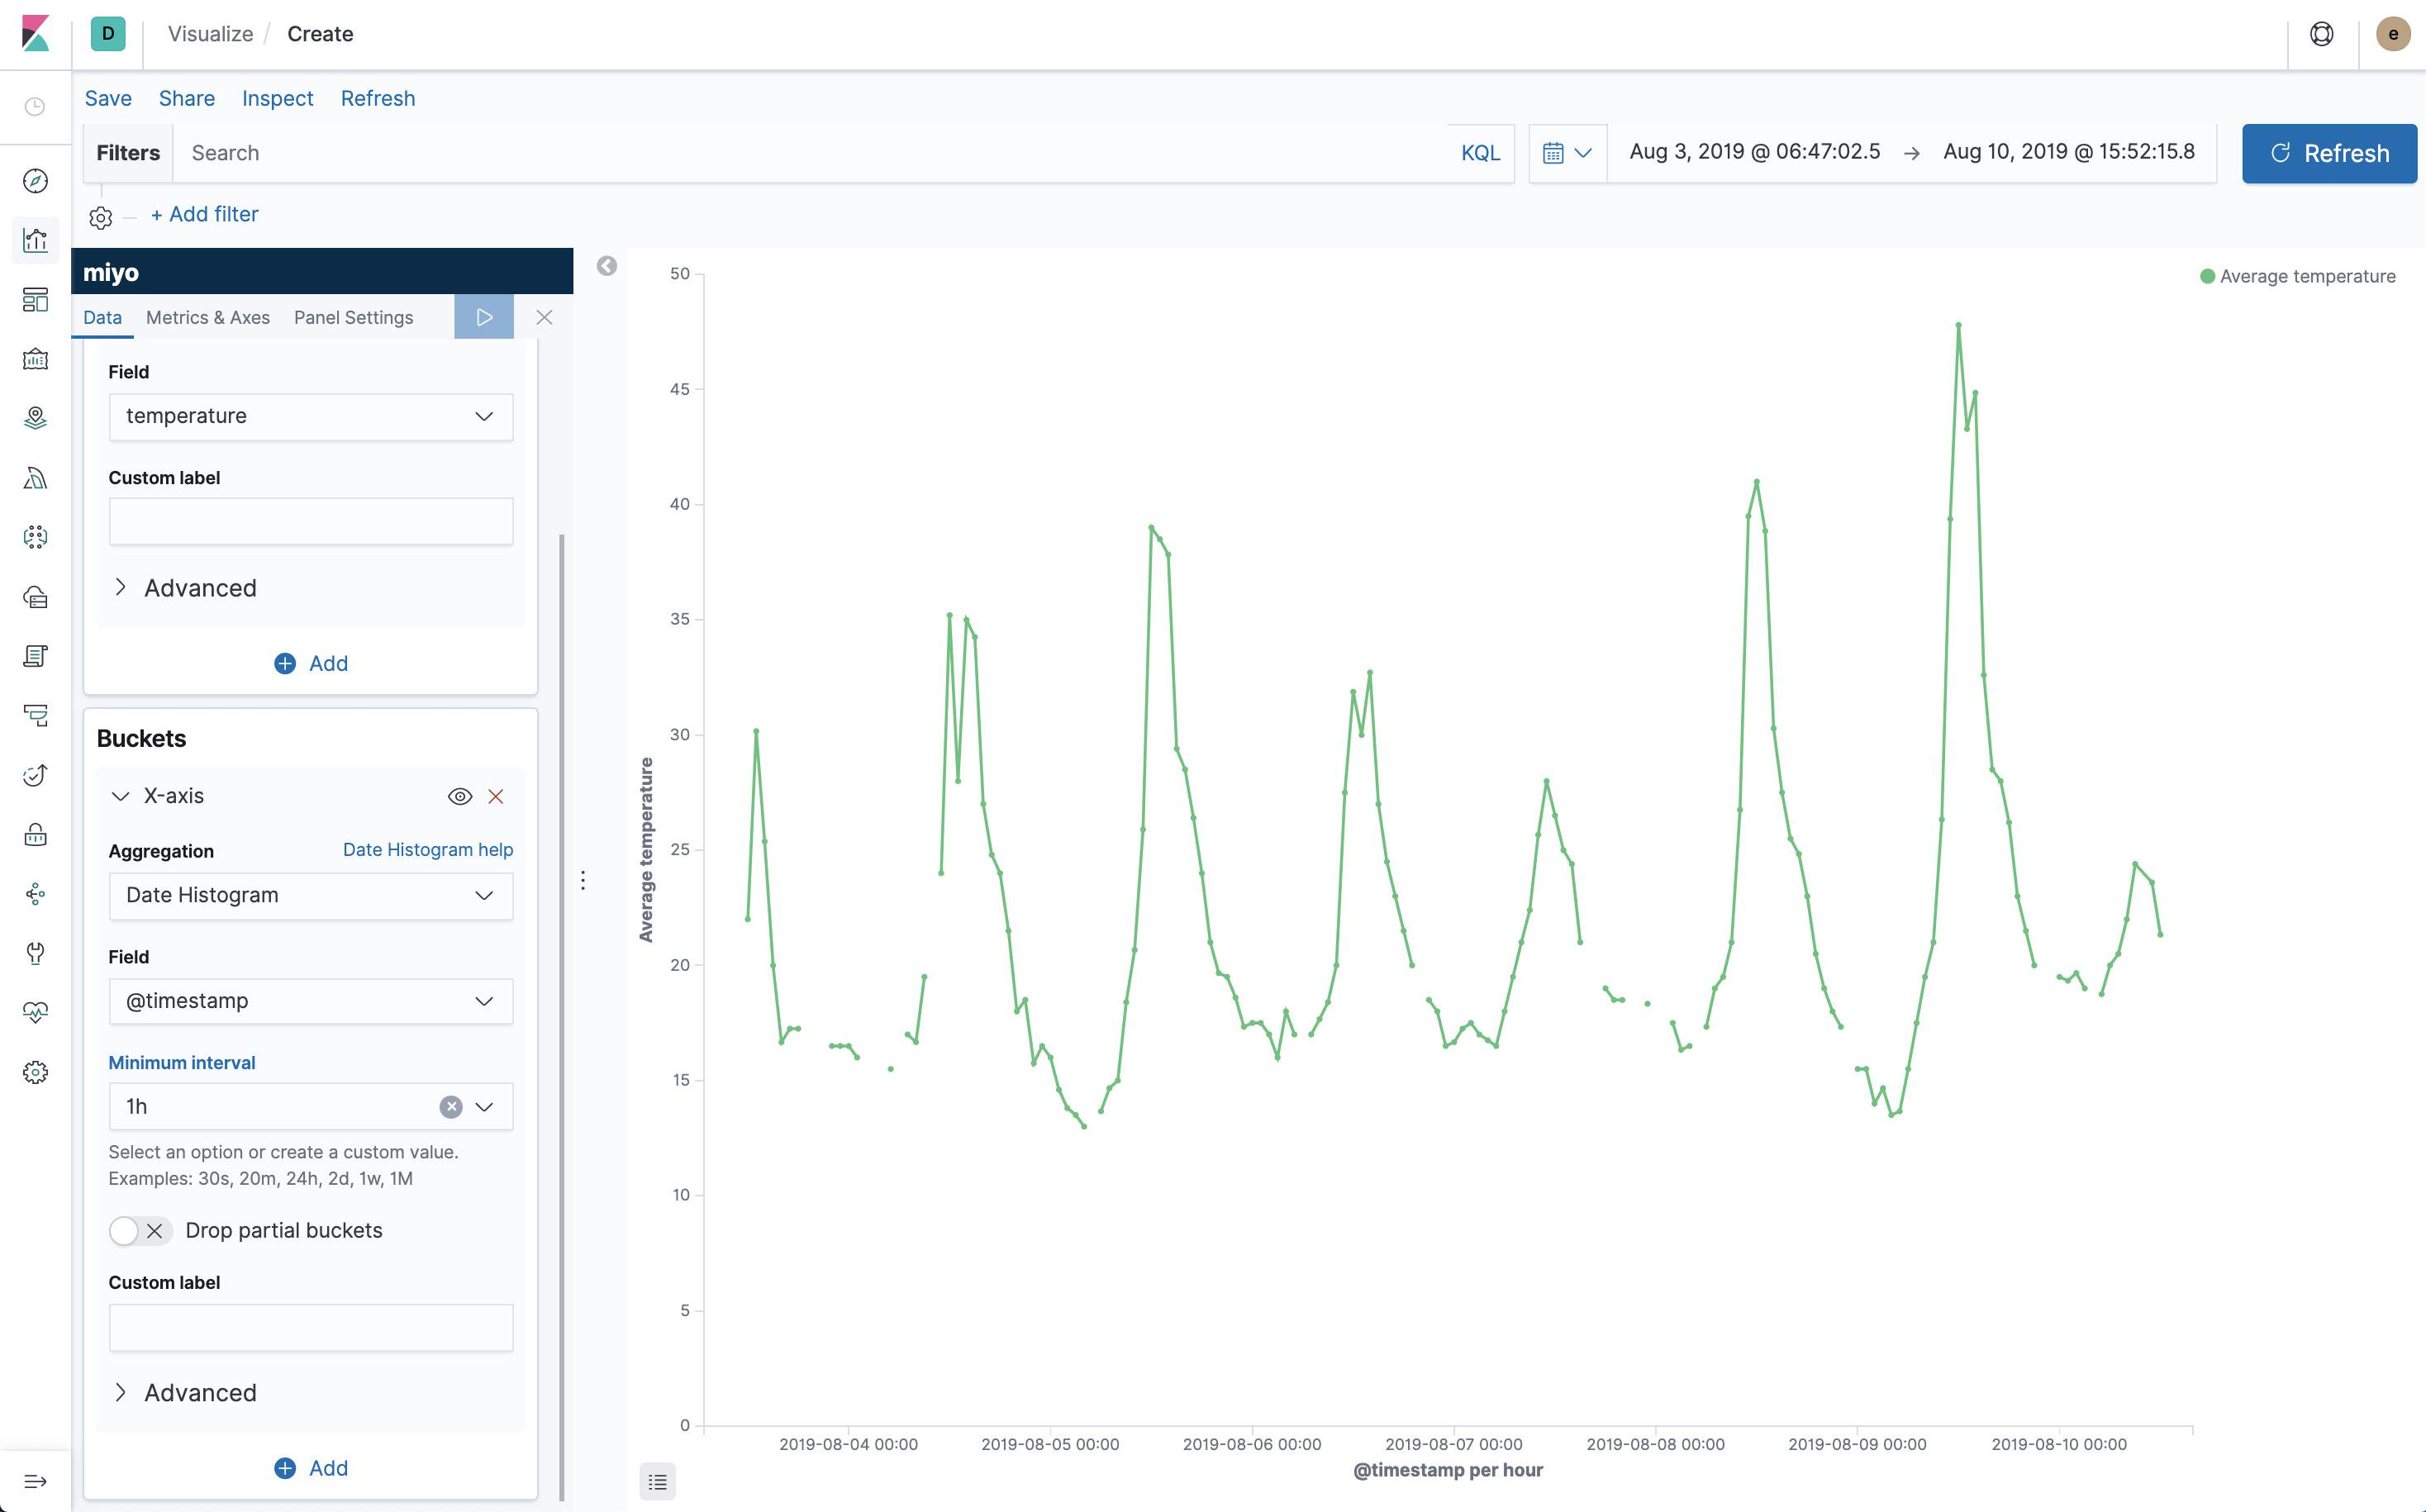 D
Visualize / Create
e
Save Share Inspect Refresh
Filters Search KQL Aug 3, 2019 @ 06:47:02.5 → Aug 10, 2019 @ 15:52:15.8 Refresh
+ Add filter
miyo
Data Metrics & Axes Panel Settings
Field
temperature
Custom label
Advanced
Add
Buckets
X-axis
Aggregation Date Histogram help
Date Histogram
Field
@timestamp
Minimum interval
1h
Select an option or create a custom value.
Examples: 30s, 20m, 24h, 2d, 1w, 1M
Drop partial buckets
Custom label
Advanced
Add
Average temperature
50
45
40
35
30
25
20
15
10
5
0
Average temperature
2019-08-04 00:00 2019-08-05 00:00 2019-08-06 00:00 2019-08-07 00:00 2019-08-08 00:00 2019-08-09 00:00 2019-08-10 00:00
@timestamp per hour